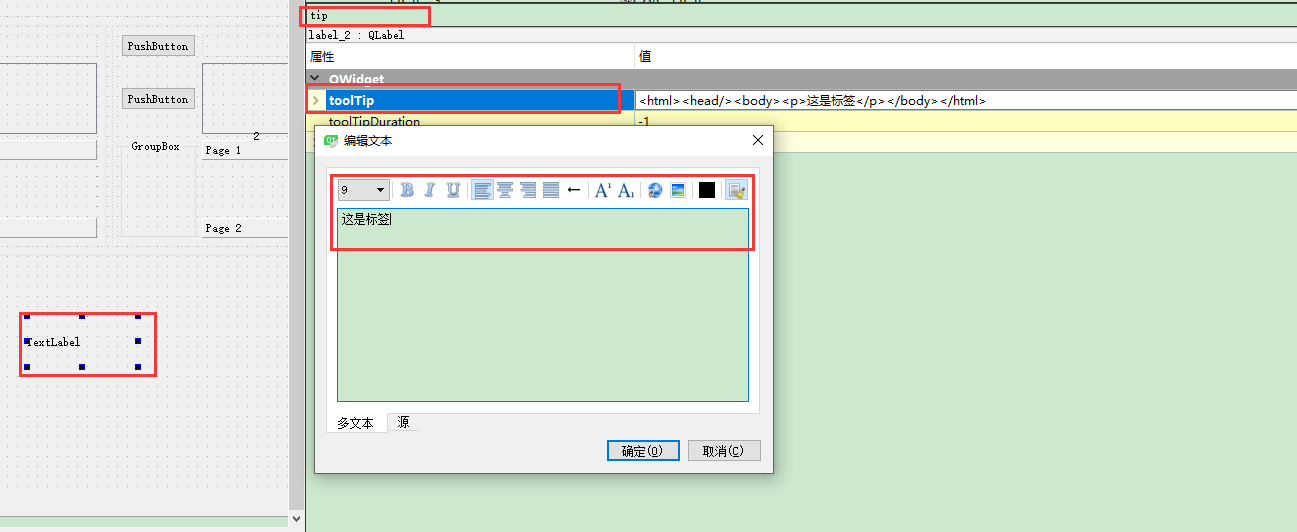 tip
label_2 : QLabel
属性 值
QWidget
toolTip <html><head/><body><p>这是标签</p></body></html>
toolTipDuration -1
PushButton
PushButton
2
GroupBox
Page 1
Page 2
TextLabel
编辑文本
9 B I U A¹ A₁
这是标签
多文本 源
确定(O) 取消(C)